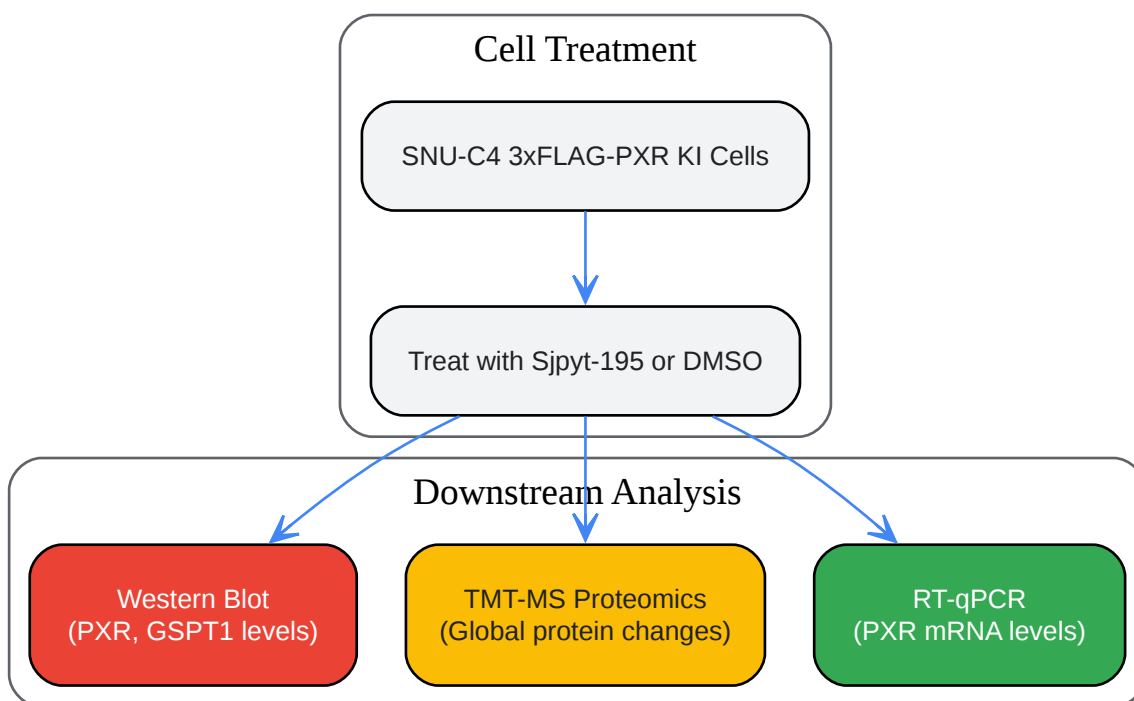 Cell Treatment
SNU-C4 3xFLAG-PXR KI Cells
Treat with Sjpyt-195 or DMSO
Downstream Analysis
Western Blot
(PXR, GSPT1 levels)
TMT-MS Proteomics
(Global protein changes)
RT-qPCR
(PXR mRNA levels)